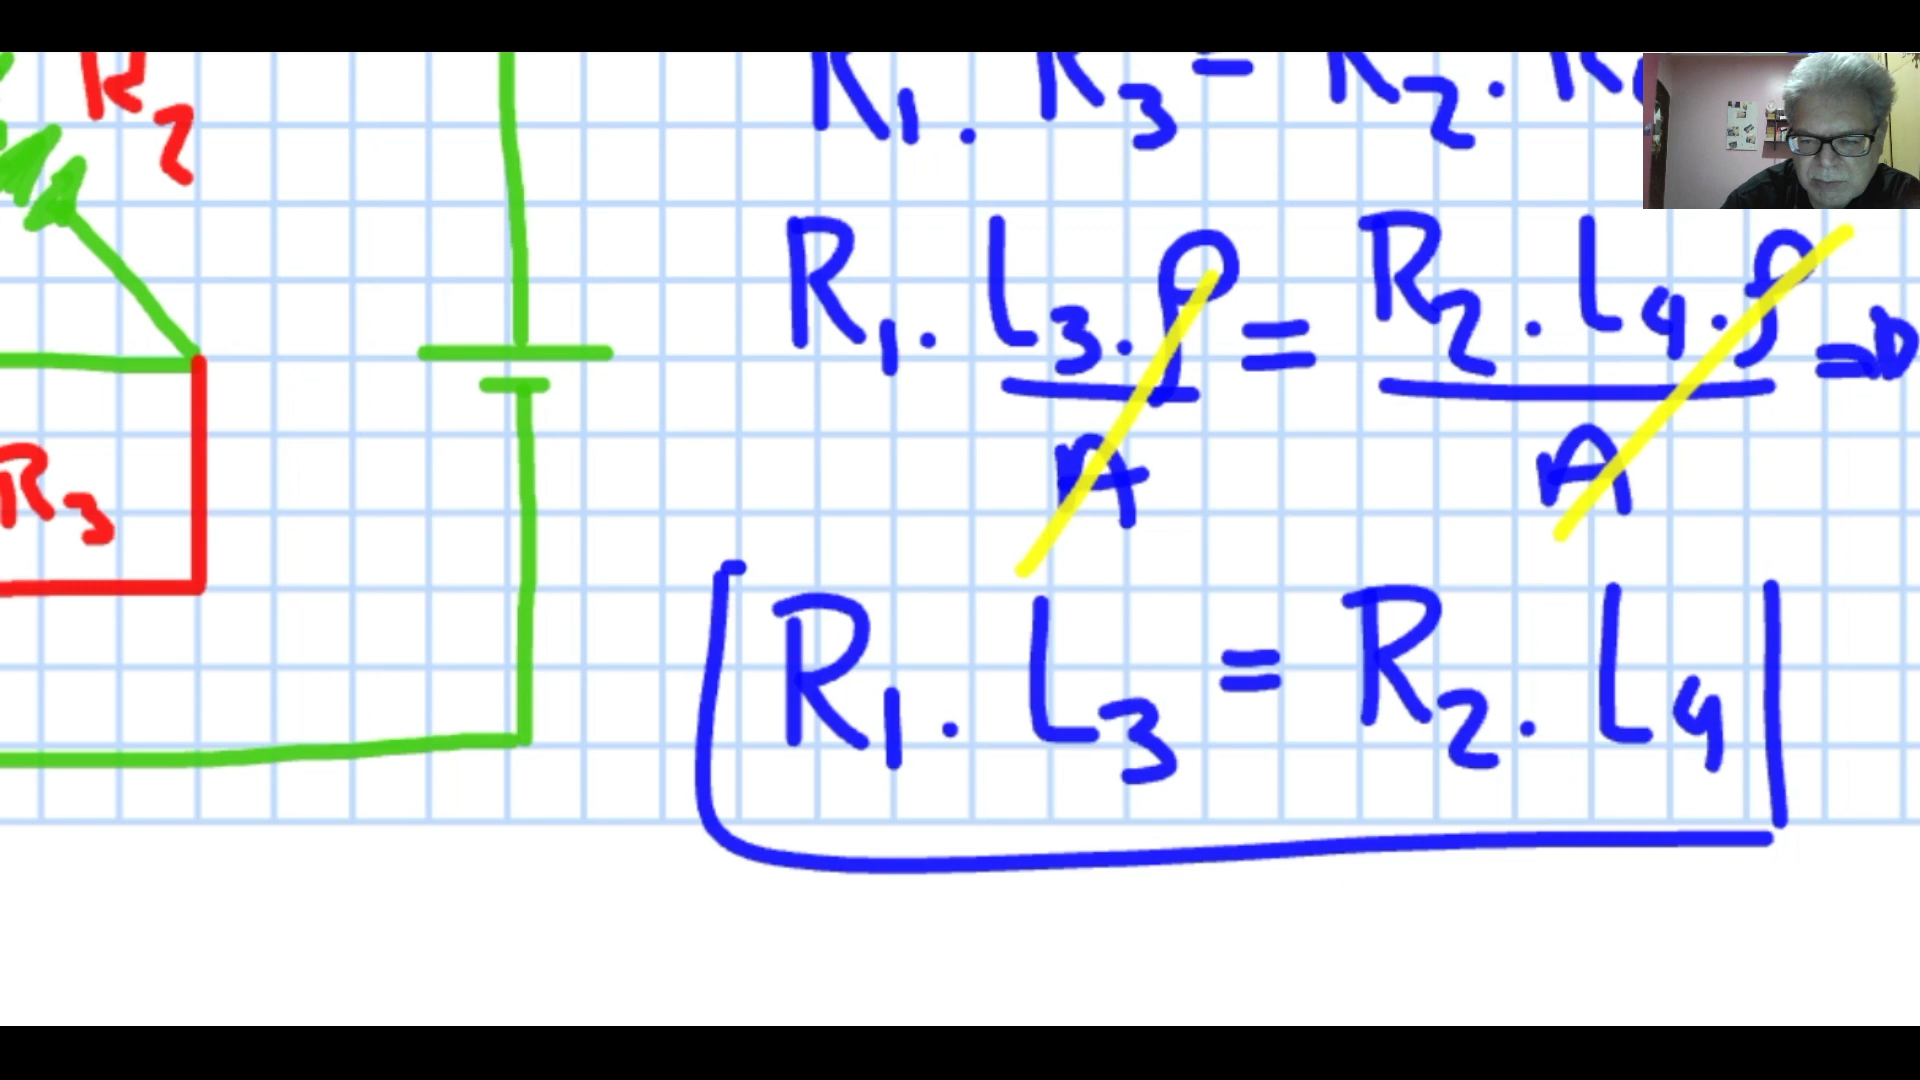 R2
R3
R1 . R3 = R2 . R
R1 . L3 . ρ / A = R2 . L4 . ρ / A =D
R1 . L3 = R2 . L4